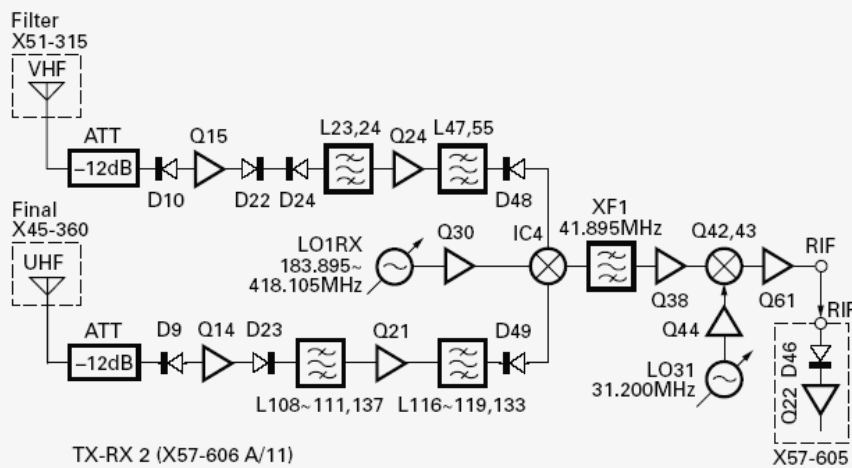 Filter
X51-315
VHF
ATT
–12dB
D10
Q15
D22
D24
L23,24
Q24
L47,55
D48
Final
X45-360
UHF
ATT
–12dB
D9
Q14
D23
L108~111,137
Q21
L116~119,133
D49
LO1RX
183.895~
418.105MHz
Q30
IC4
XF1
41.895MHz
Q38
Q42,43
Q61
RIF
Q44
LO31
31.200MHz
RIF
D46
Q22
X57-605
TX-RX 2 (X57-606 A/11)